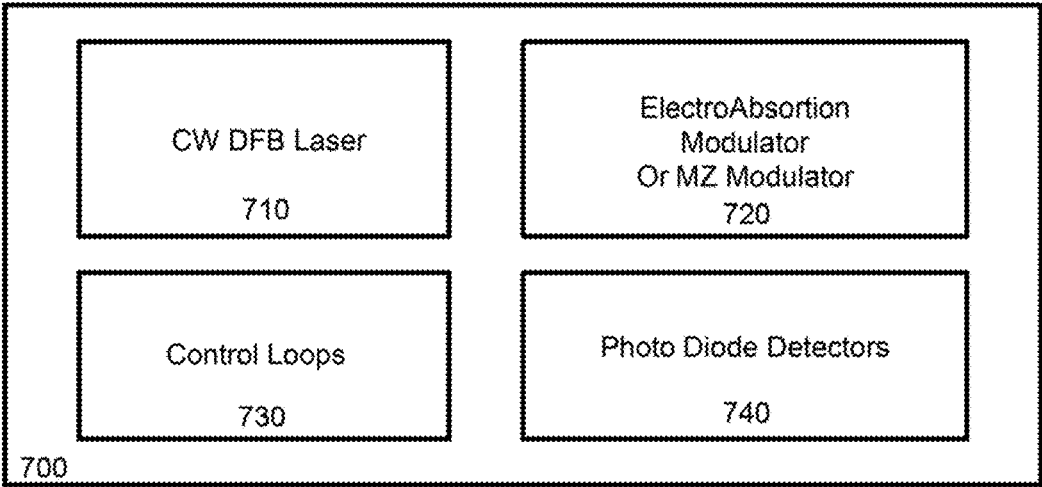 CW DFB Laser
710
ElectroAbsortion
Modulator
Or MZ Modulator
720
Control Loops
730
Photo Diode Detectors
740
700